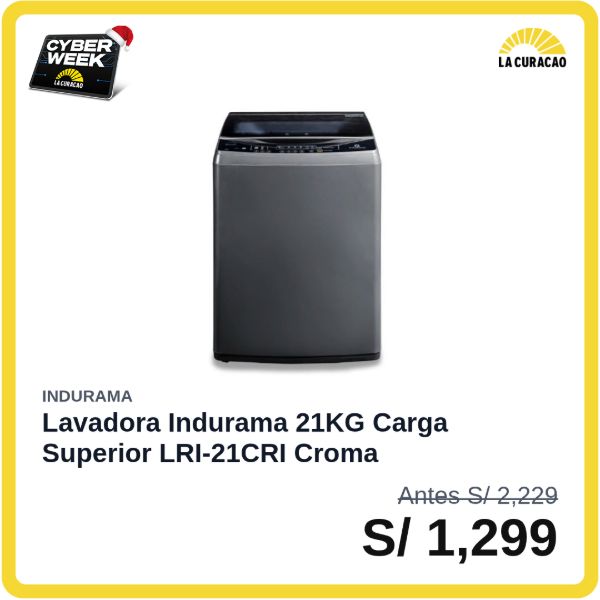 CYBER
WEEK
LA CURACAO
LA CURACAO
INDURAMA
Lavadora Indurama 21KG Carga
Superior LRI-21CRI Croma
Antes S/ 2,229
S/ 1,299